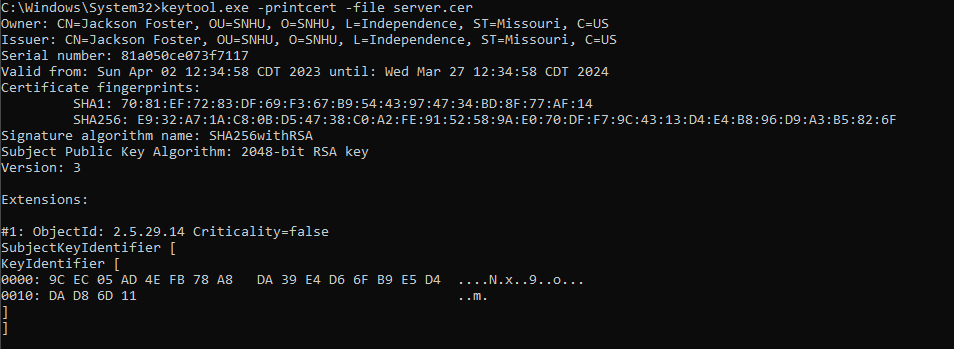 C:\Windows\System32>keytool.exe -printcert -file server.cer
Owner: CN=Jackson Foster, OU=SNHU, O=SNHU, L=Independence, ST=Missouri, C=US
Issuer: CN=Jackson Foster, OU=SNHU, O=SNHU, L=Independence, ST=Missouri, C=US
Serial number: 81a050ce073f7117
Valid from: Sun Apr 02 12:34:58 CDT 2023 until: Wed Mar 27 12:34:58 CDT 2024
Certificate fingerprints:
SHA1: 70:81:EF:72:83:DF:69:F3:67:B9:54:43:97:47:34:BD:8F:77:AF:14
SHA256: E9:32:A7:1A:C8:0B:D5:47:38:C0:A2:FE:91:52:58:9A:E0:70:DF:F7:9C:43:13:D4:E4:B8:96:D9:A3:B5:82:6F
Signature algorithm name: SHA256withRSA
Subject Public Key Algorithm: 2048-bit RSA key
Version: 3
Extensions:
#1: ObjectId: 2.5.29.14 Criticality=false
SubjectKeyIdentifier [
KeyIdentifier [
0000: 9C EC 05 AD 4E FB 78 A8   DA 39 E4 D6 6F B9 E5 D4  ....N.x..9..o...
0010: DA D8 6D 11                                        ..m.
]
]